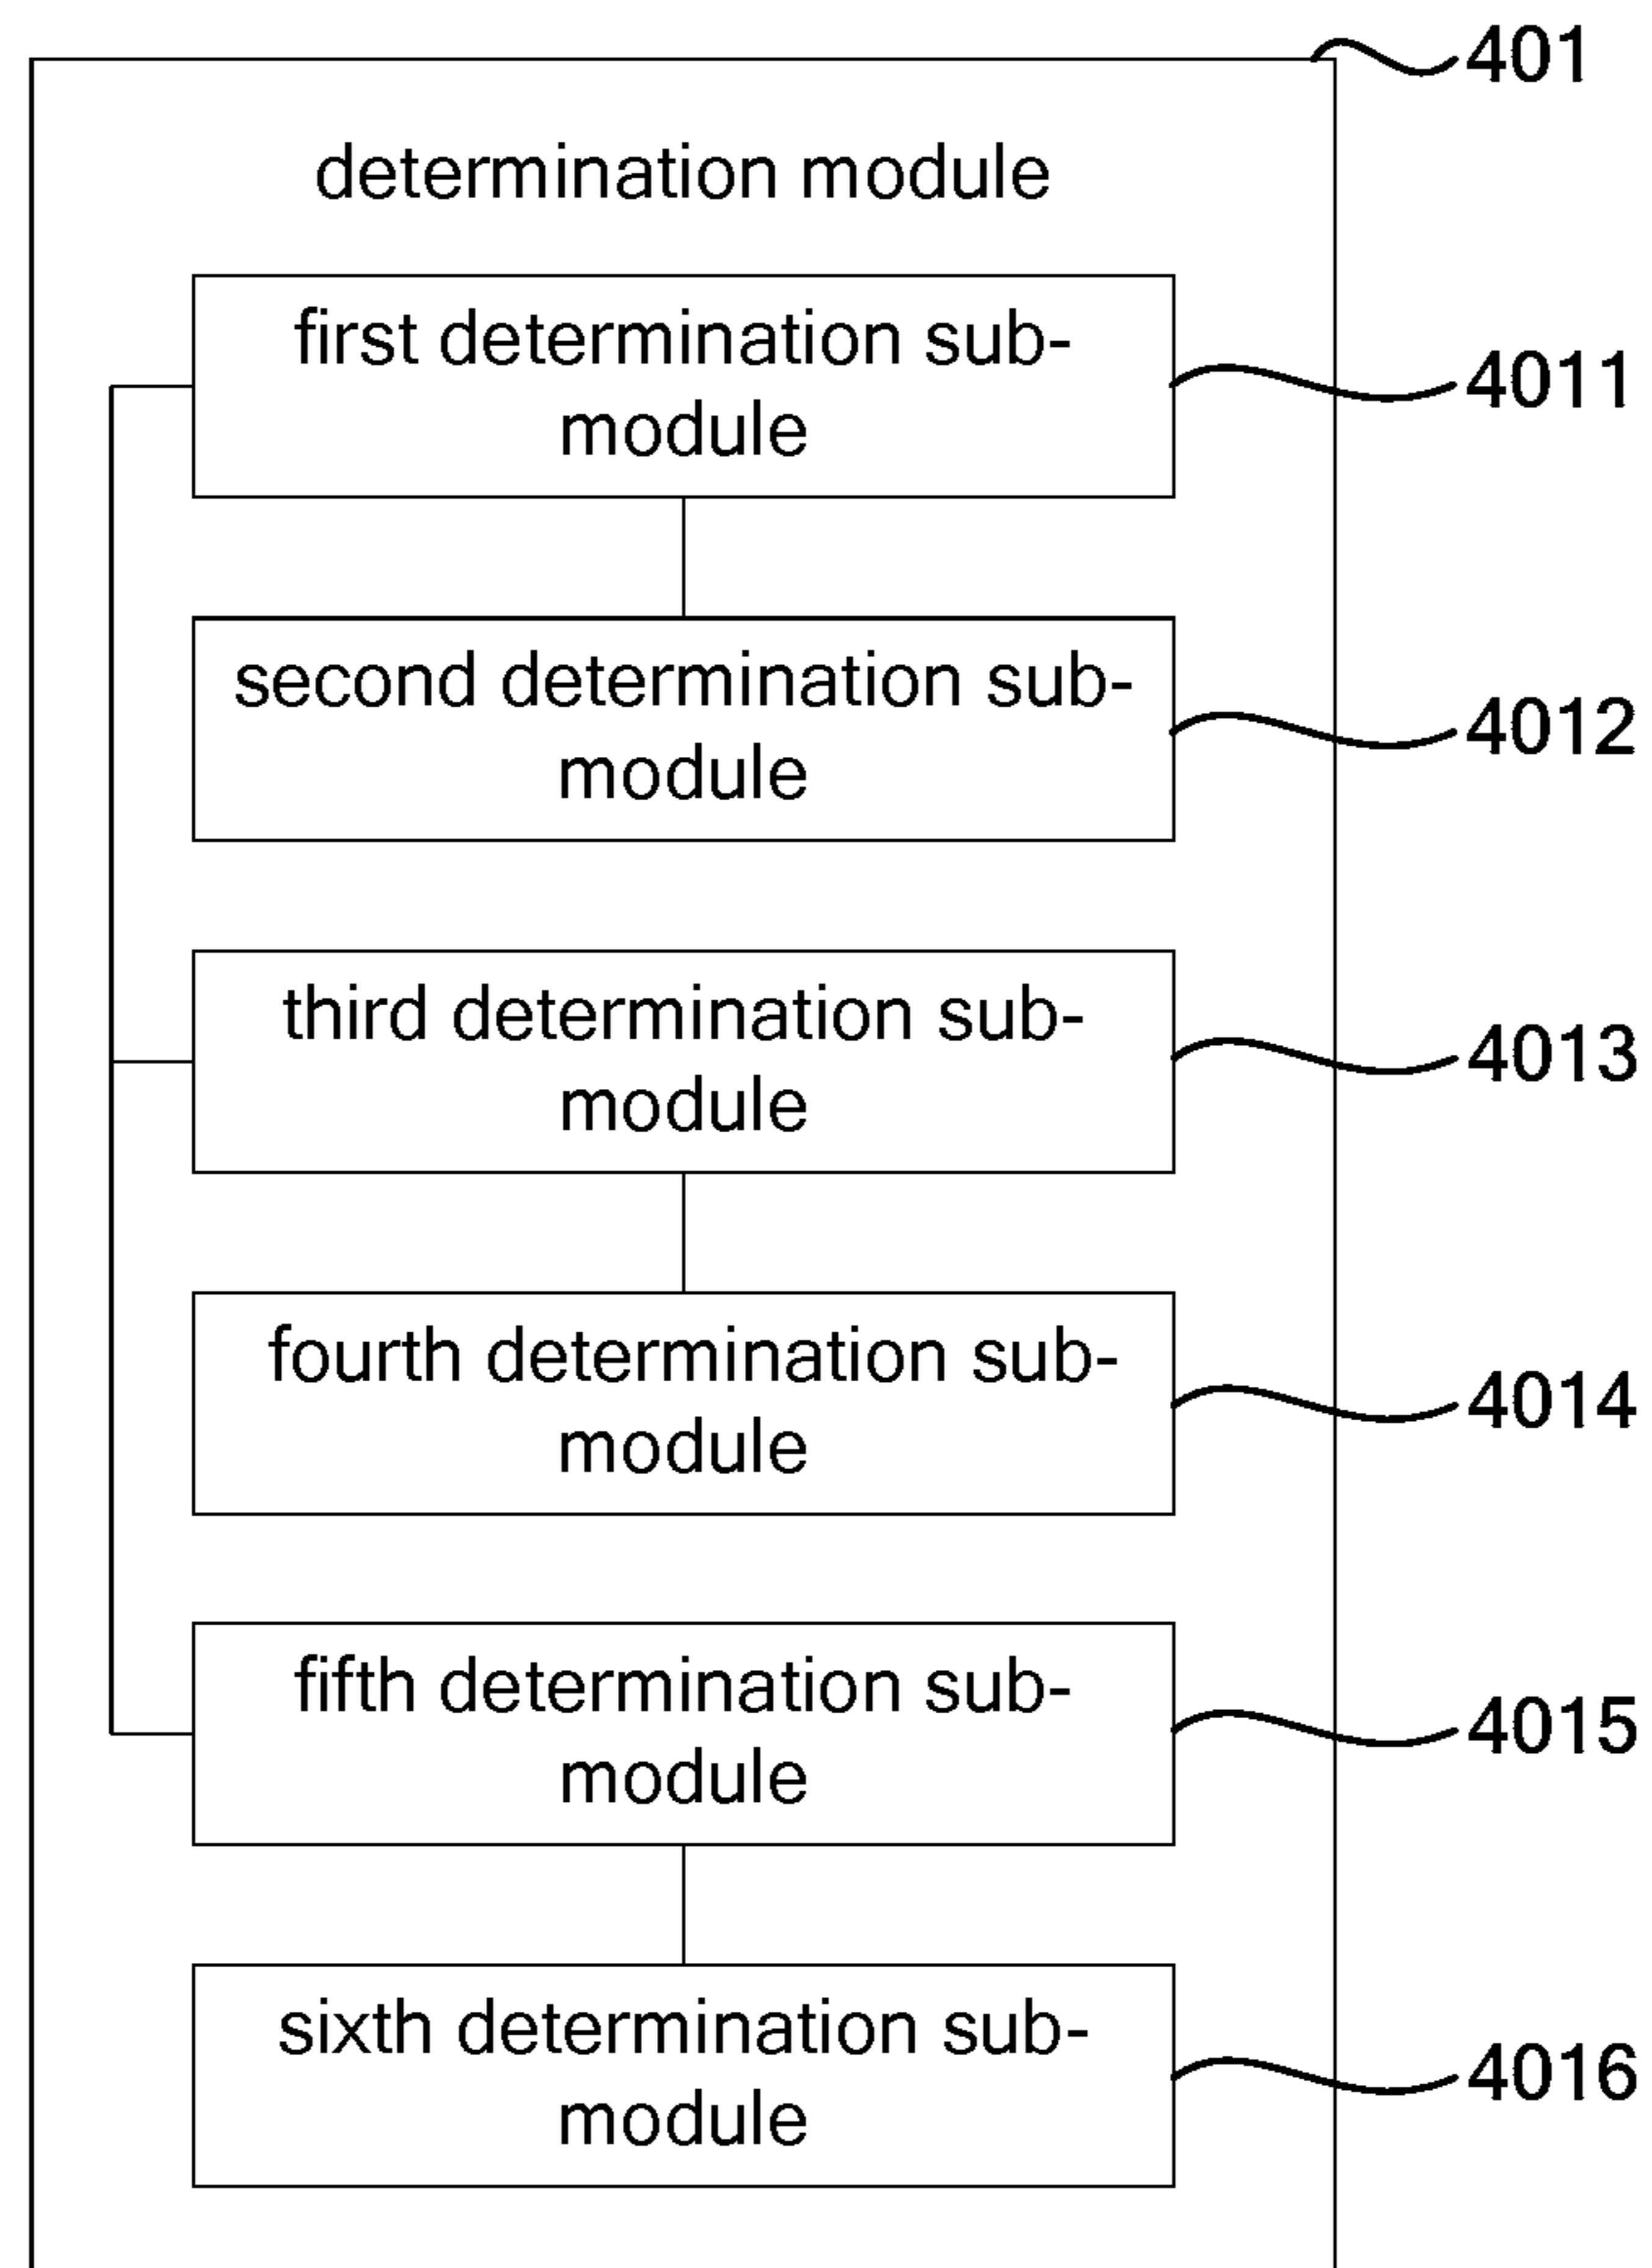 401
determination module
first determination sub-
module
4011
second determination sub-
module
4012
third determination sub-
module
4013
fourth determination sub-
module
4014
fifth determination sub-
module
4015
sixth determination sub-
module
4016